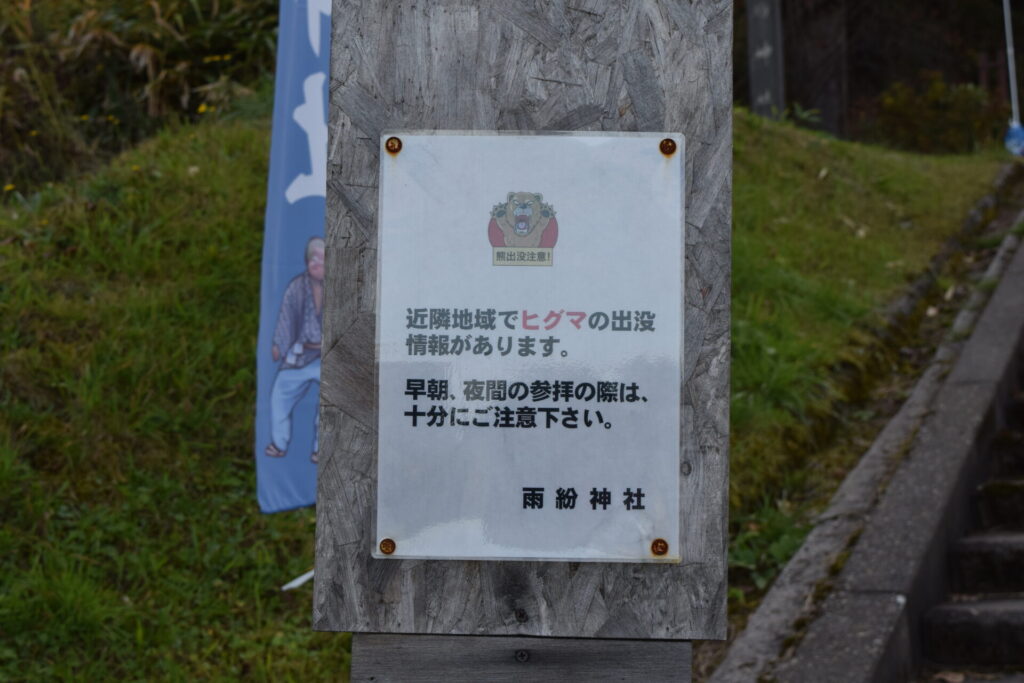 熊出没注意!
近隣地域でヒグマの出没
情報があります。
早朝、夜間の参拝の際は、
十分にご注意下さい。
雨紛神社